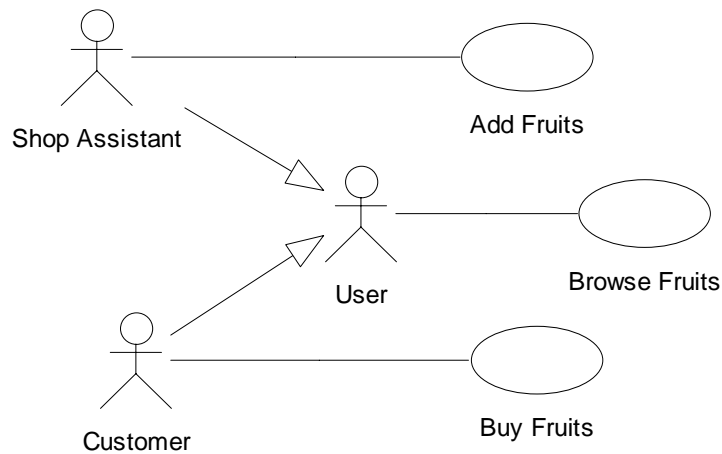 Shop Assistant
Add Fruits
User
Browse Fruits
Customer
Buy Fruits